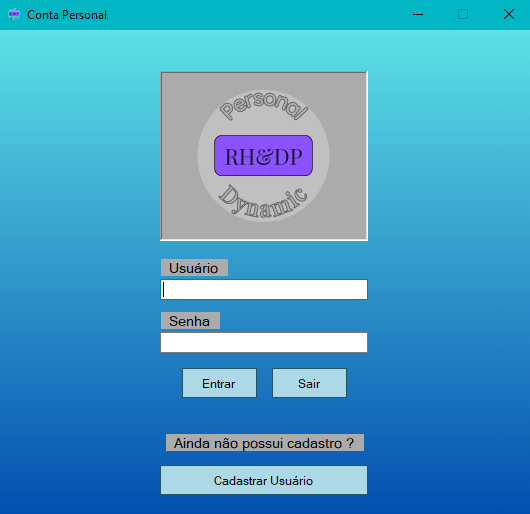 Conta Personal
Personal
RH&DP
Dynamic
Usuário
Senha
Entrar
Sair
Ainda não possui cadastro ?
Cadastrar Usuário